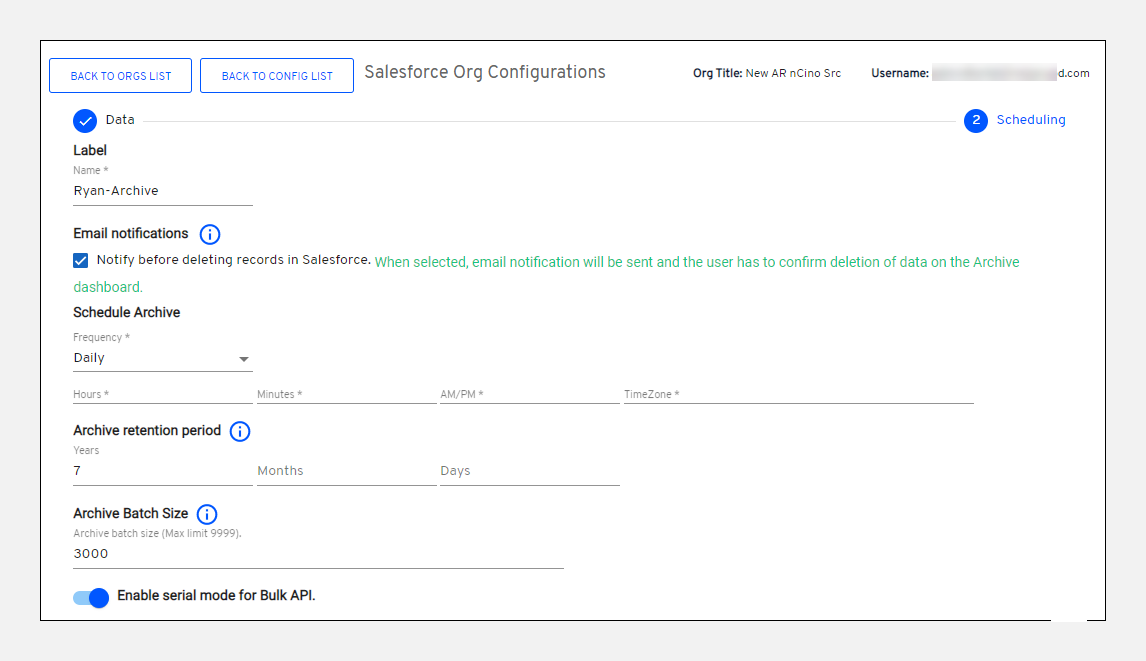 BACK TO ORGS LIST BACK TO CONFIG LIST Salesforce Org Configurations Org Title: New AR nCino Src Username: d.com
Data 2 Scheduling
Label
Name *
Ryan-Archive
Email notifications
Notify before deleting records in Salesforce. When selected, email notification will be sent and the user has to confirm deletion of data on the Archive
dashboard.
Schedule Archive
Frequency *
Daily
Hours * Minutes * AM/PM * TimeZone *
Archive retention period
Years
7 Months Days
Archive Batch Size
Archive batch size (Max limit 9999).
3000
Enable serial mode for Bulk API.